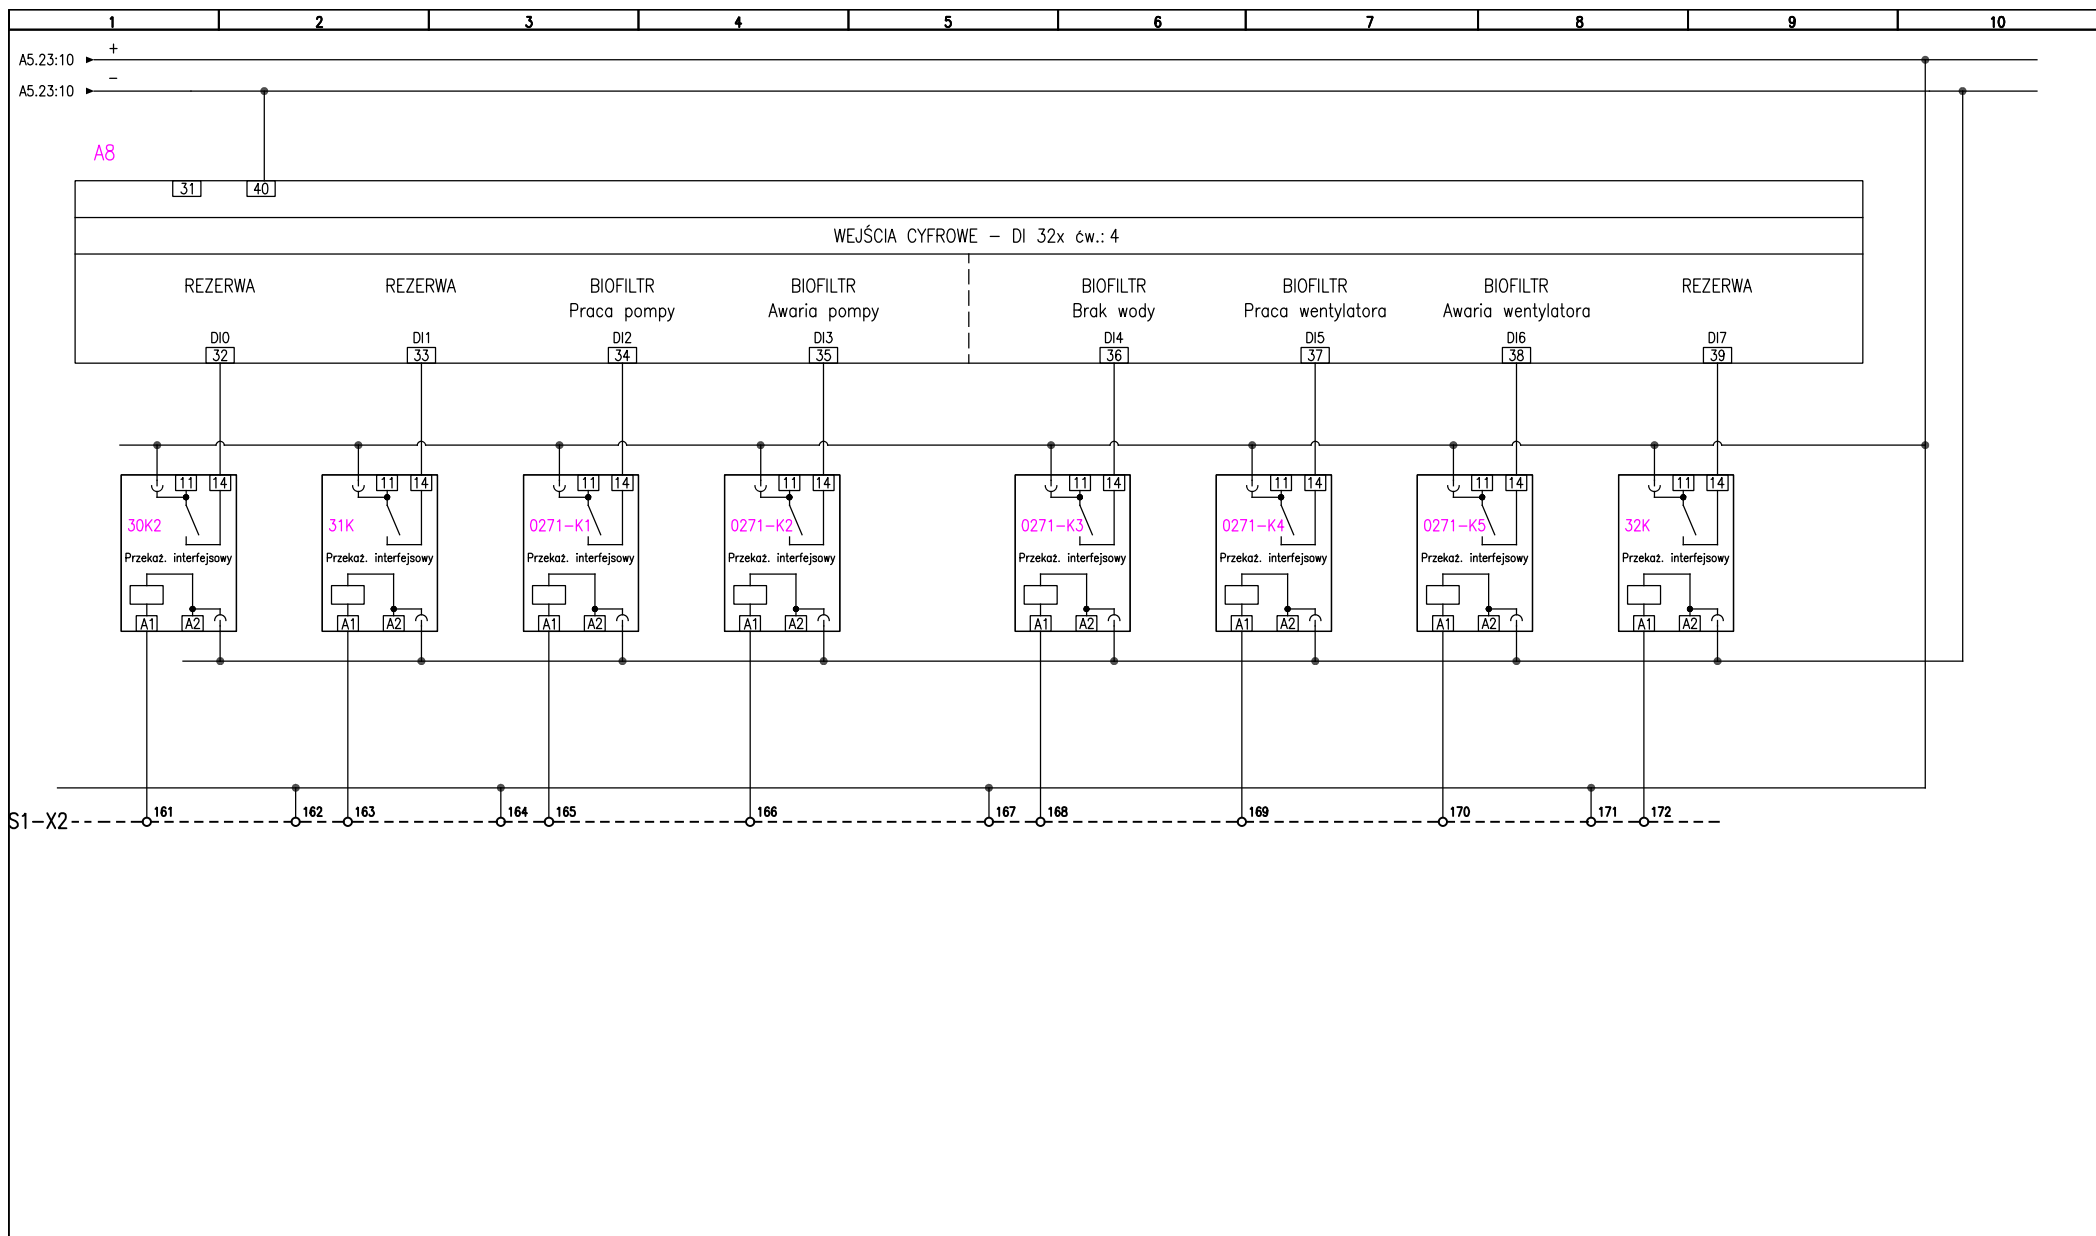 1 2 3 4 5 6 7 8 9 10
+
A5.23:10
−
A5.23:10
A8
31 40
WEJŚCIA CYFROWE − DI 32x ćw.: 4
REZERWA REZERWA BIOFILTR BIOFILTR BIOFILTR BIOFILTR BIOFILTR REZERWA
Praca pompy Awaria pompy Brak wody Praca wentylatora Awaria wentylatora
DI0 DI1 DI2 DI3 DI4 DI5 DI6 DI7
32 33 34 35 36 37 38 39
11 14 11 14 11 14 11 14 11 14 11 14 11 14 11 14
30K2 31K 0271−K1 0271−K2 0271−K3 0271−K4 0271−K5 32K
Przekaź. interfejsowy Przekaź. interfejsowy Przekaź. interfejsowy Przekaź. interfejsowy Przekaź. interfejsowy Przekaź. interfejsowy Przekaź. interfejsowy Przekaź. interfejsowy
A1 A2 A1 A2 A1 A2 A1 A2 A1 A2 A1 A2 A1 A2 A1 A2
161 162 163 164 165 166 167 168 169 170 171 172
S1−X2